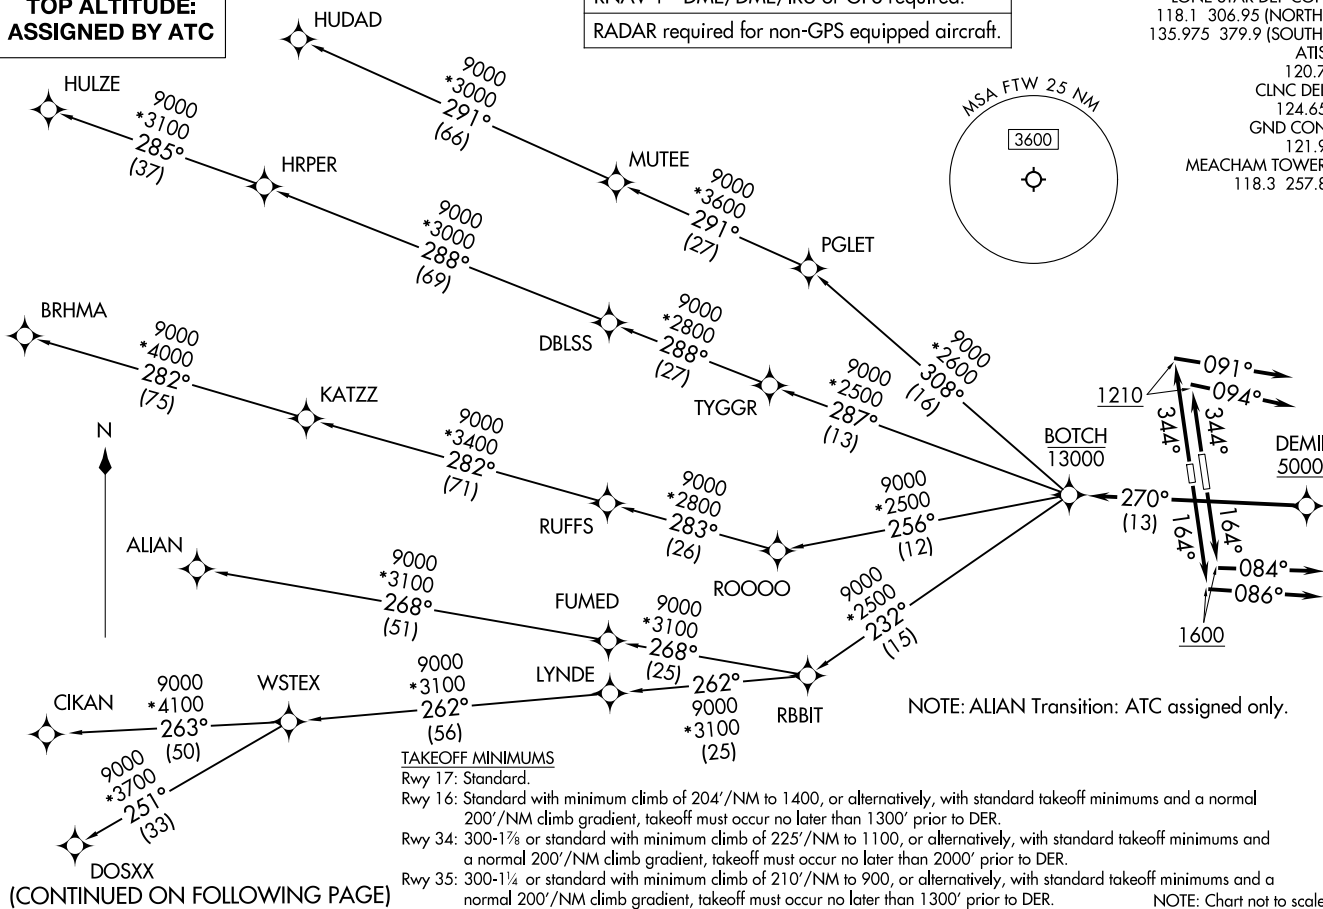 TOP ALTITUDE:
ASSIGNED BY ATC
RADAR required for non-GPS equipped aircraft.
118.1 306.95 (NORTH
135.975 379.9 (SOUTH
ATIS
120.7
CLNC DEL
124.65
GND CON
121.9
MEACHAM TOWER
118.3 257.8
MSA FTW 25 NM
3600
HUDAD
9000
*3000
291°
(66)
MUTEE
9000
*3600
291°
(27)
PGLET
9000
*2600
308°
(16)
HULZE
9000
*3100
285°
(37)
HRPER
9000
*3000
288°
(69)
DBLSS
9000
*2800
288°
(27)
TYGGR
9000
*2500
287°
(13)
BRHMA
9000
*4000
282°
(75)
KATZZ
9000
*3400
282°
(71)
RUFFS
9000
*2800
283°
(26)
ROOOO
9000
*2500
256°
(12)
BOTCH
13000
270°
(13)
DEMI
5000
1210
091°
094°
344°
344°
164°
164°
084°
086°
1600
N
ALIAN
9000
*3100
268°
(51)
FUMED
9000
*3100
268°
(25)
9000
*2500
232°
(15)
RBBIT
262°
9000
*3100
(25)
LYNDE
9000
*3100
262°
(56)
WSTEX
9000
*4100
263°
(50)
CIKAN
9000
*3700
251°
(33)
DOSXX
NOTE: ALIAN Transition: ATC assigned only.
TAKEOFF MINIMUMS
Rwy 17: Standard.
Rwy 16: Standard with minimum climb of 204'/NM to 1400, or alternatively, with standard takeoff minimums and a normal
200'/NM climb gradient, takeoff must occur no later than 1300' prior to DER.
Rwy 34: 300-1⅞ or standard with minimum climb of 225'/NM to 1100, or alternatively, with standard takeoff minimums and
a normal 200'/NM climb gradient, takeoff must occur no later than 2000' prior to DER.
Rwy 35: 300-1¼ or standard with minimum climb of 210'/NM to 900, or alternatively, with standard takeoff minimums and a
normal 200'/NM climb gradient, takeoff must occur no later than 1300' prior to DER.
(CONTINUED ON FOLLOWING PAGE)
NOTE: Chart not to scale